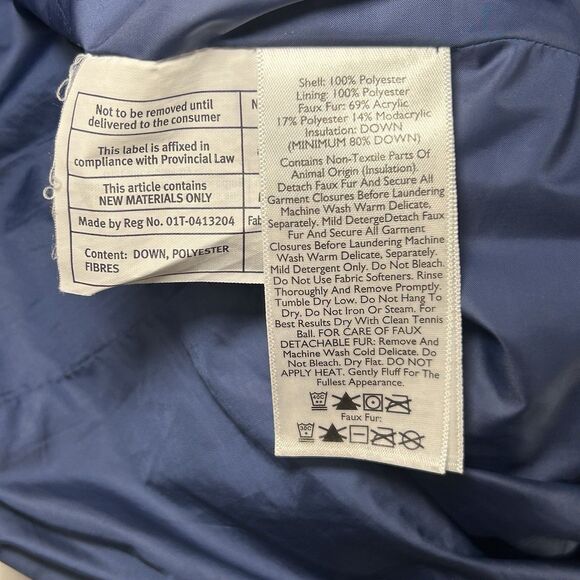 Not to be removed until
delivered to the consumer
N
This label is affixed in
compliance with Provincial Law
This article contains
NEW MATERIALS ONLY
Made by Reg No. 01T-0413204
Fab
Content: DOWN, POLYESTER
FIBRES
Shell: 100% Polyester
Lining: 100% Polyester
Faux Fur: 69% Acrylic
17% Polyester 14% Modacrylic
Insulation: DOWN
(MINIMUM 80% DOWN)
Contains Non-Textile Parts Of
Animal Origin (Insulation).
Detach Faux Fur And Secure All
Garment Closures Before Laundering
Machine Wash Warm Delicate,
Separately. Mild DetergeDetach Faux
Fur And Secure All Garment
Closures Before Laundering Machine
Wash Warm Delicate, Separately.
Mild Detergent Only. Do Not Bleach.
Do Not Use Fabric Softeners. Rinse
Thoroughly And Remove Promptly.
Tumble Dry Low. Do Not Hang To
Dry. Do Not Iron Or Steam. For
Best Results Dry With Clean Tennis
Ball. FOR CARE OF FAUX
DETACHABLE FUR: Remove And
Machine Wash Cold Delicate. Do
Not Bleach. Dry Flat. DO NOT
APPLY HEAT. Gently Fluff For The
Fullest Appearance.
Faux Fur: